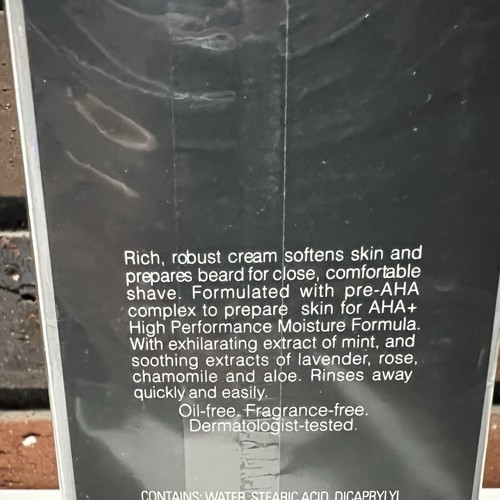 Rich, robust cream softens skin and
prepares beard for close, comfortable
shave. Formulated with pre-AHA
complex to prepare skin for AHA+
High Performance Moisture Formula.
With exhilarating extract of mint, and
soothing extracts of lavender, rose,
chamomile and aloe. Rinses away
quickly and easily.
Oil-free. Fragrance-free.
Dermatologist-tested.
CONTAINS: WATER, STEARIC ACID, DICAPRYLYL